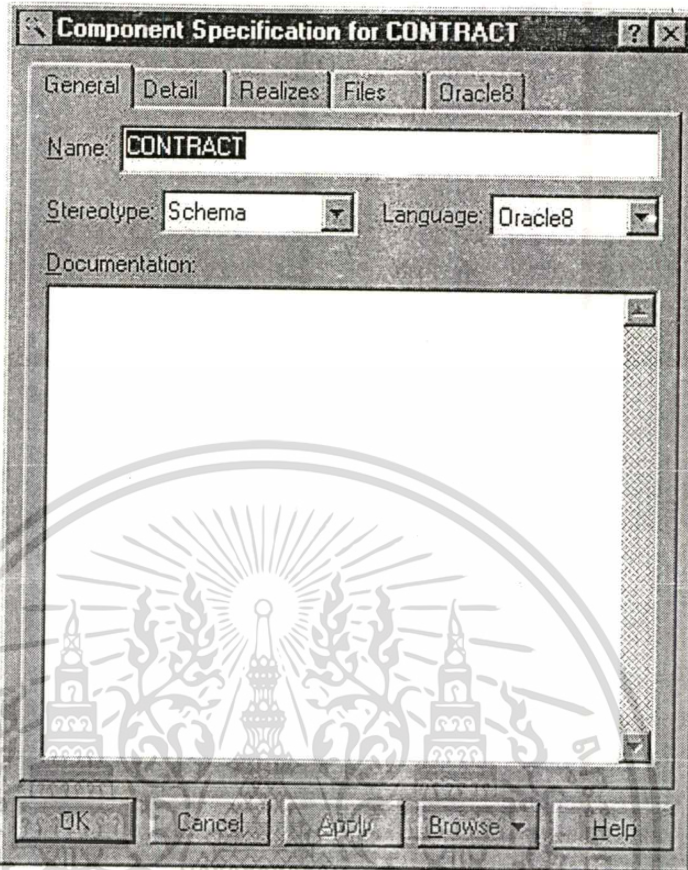 Component Specification for CONTRACT ? X
General Detail Realizes Files Oracle8
Name: CONTRACT
Stereotype: Schema Language: Oracle8
Documentation:
OK Cancel Apply Browse Help